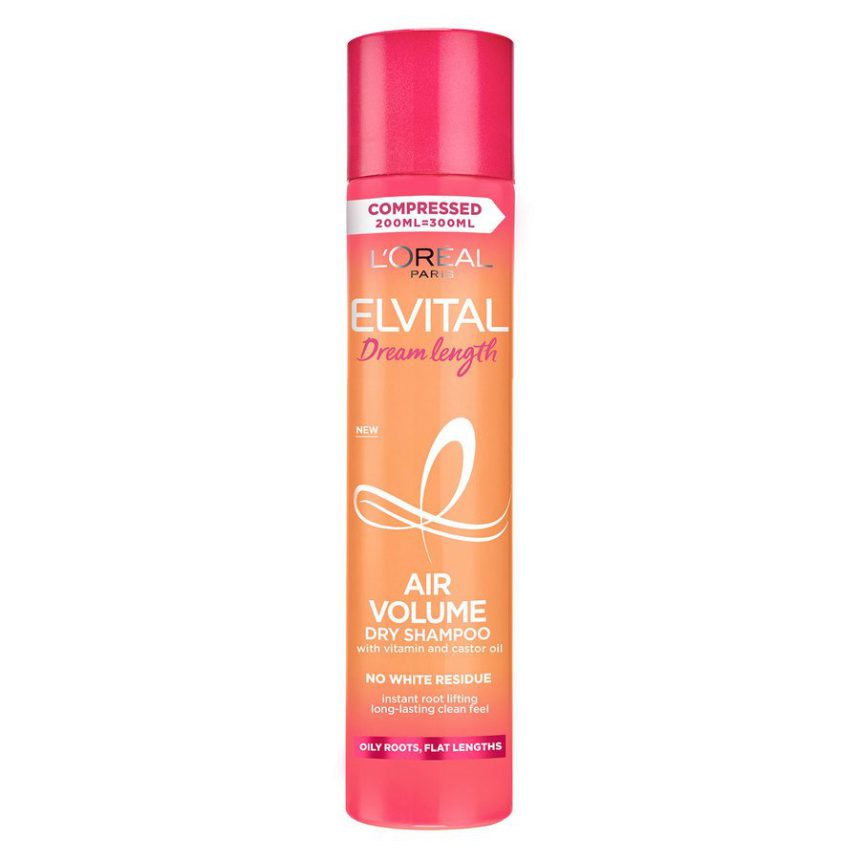 COMPRESSED
200ML=300ML
L'ORÉAL
PARIS
ELVITAL
Dream length
NEW
AIR
VOLUME
DRY SHAMPOO
with vitamin and castor oil
NO WHITE RESIDUE
Instant root lifting
long-lasting clean feel
OILY ROOTS, FLAT LENGTHS